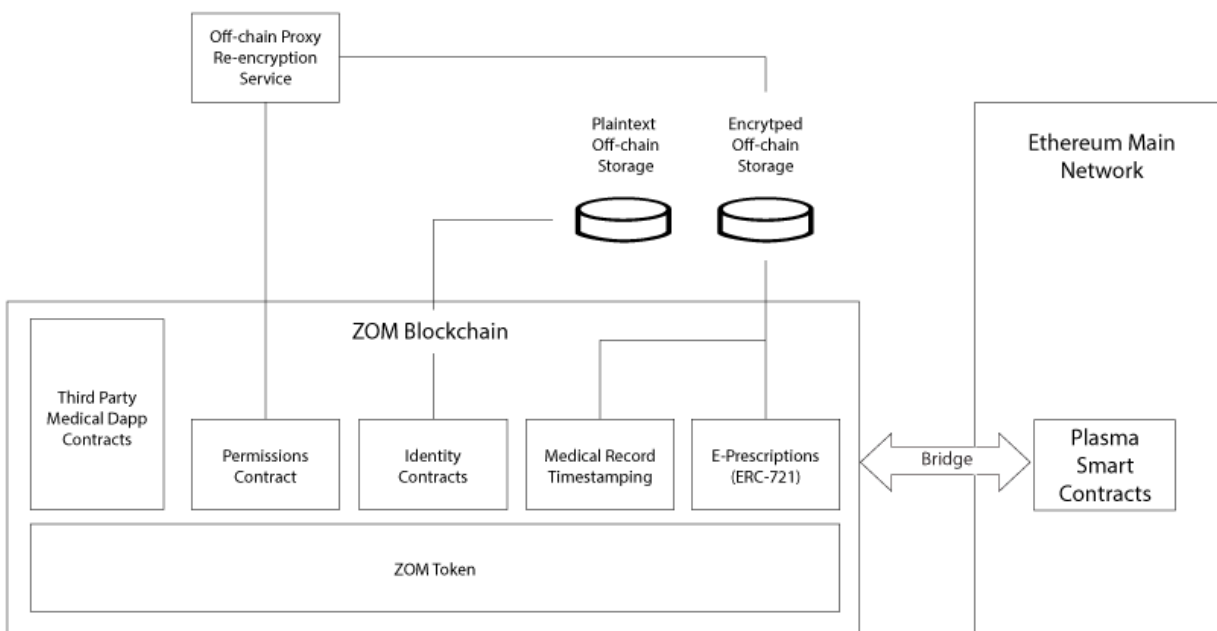 Off-chain Proxy
Re-encryption
Service
Plaintext
Off-chain
Storage
Encrytped
Off-chain
Storage
Ethereum Main
Network
ZOM Blockchain
Third Party
Medical Dapp
Contracts
Permissions
Contract
Identity
Contracts
Medical Record
Timestamping
E-Prescriptions
(ERC-721)
Bridge
Plasma
Smart
Contracts
ZOM Token